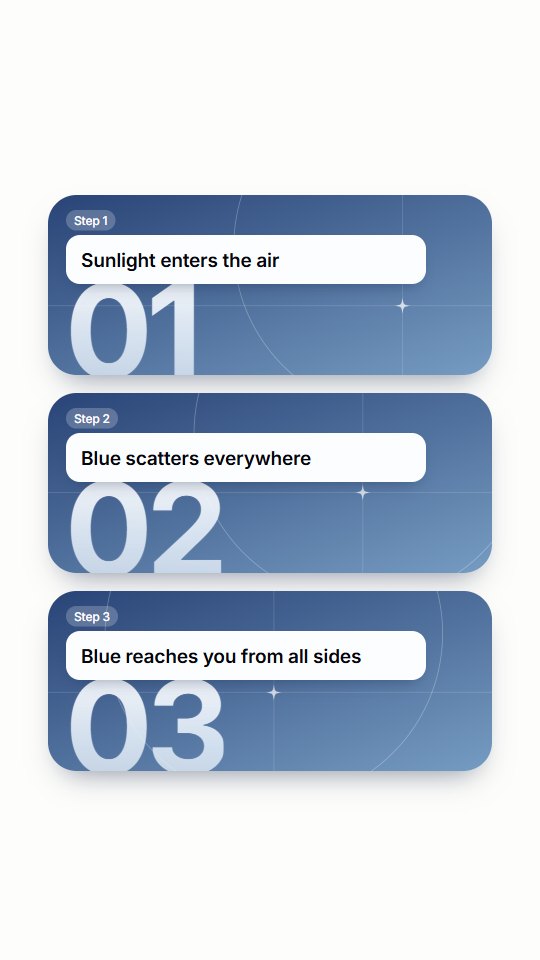 Step 1
Sunlight enters the air
01
Step 2
Blue scatters everywhere
02
Step 3
Blue reaches you from all sides
03